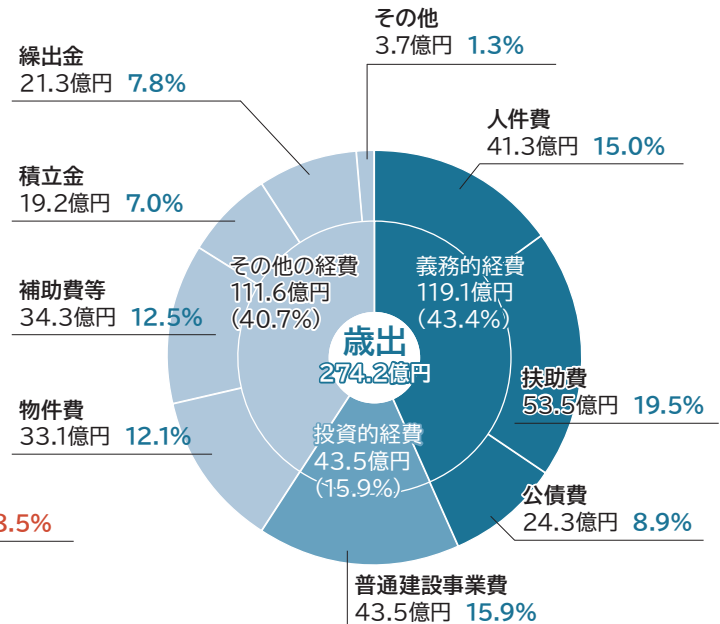 その他
3.7億円 1.3%
繰出金
21.3億円 7.8%
人件費
41.3億円 15.0%
積立金
19.2億円 7.0%
その他の経費
111.6億円
(40.7%)
義務的経費
119.1億円
(43.4%)
補助費等
34.3億円 12.5%
歳出
274.2億円
扶助費
53.5億円 19.5%
物件費
33.1億円 12.1%
投資的経費
43.5億円
(15.9%)
公債費
24.3億円 8.9%
普通建設事業費
43.5億円 15.9%